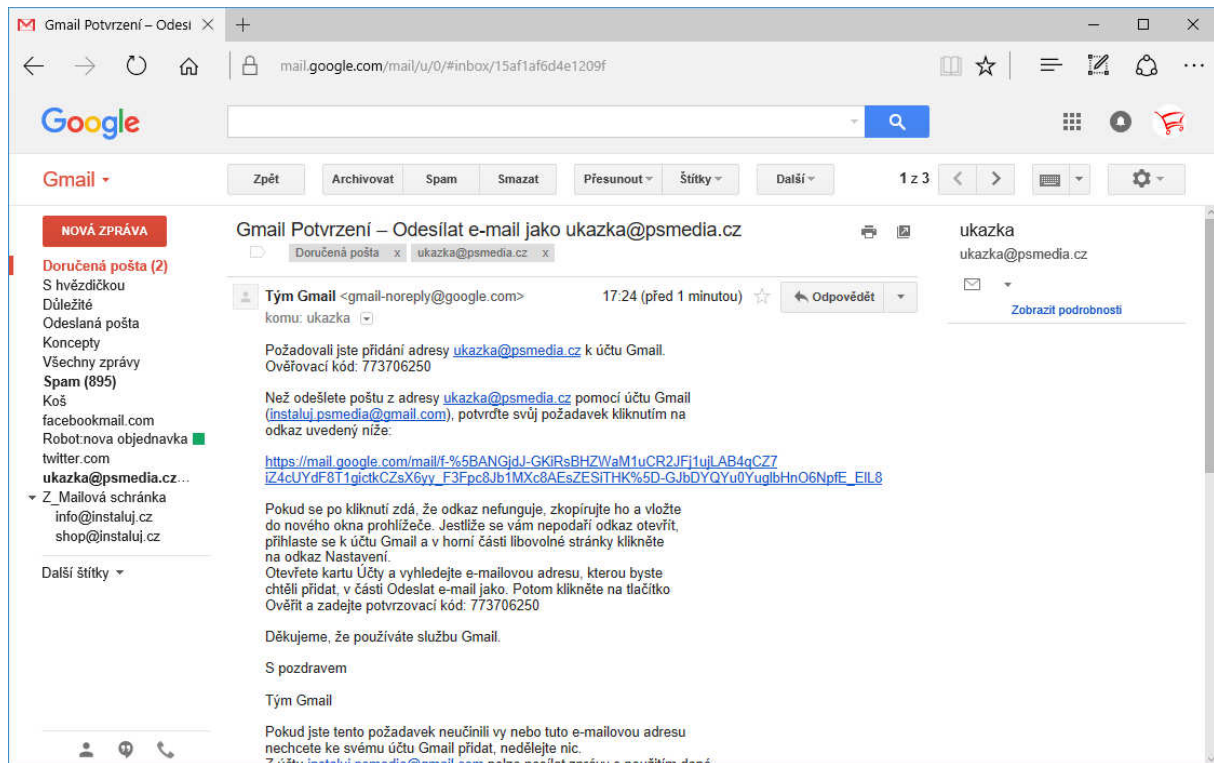 Gmail Potvrzení – Odesí
mail.google.com/mail/u/0/#inbox/15af1af6d4e1209f
Google
Gmail
Zpět Archivovat Spam Smazat Přesunout Štítky Další 1 z 3
NOVÁ ZPRÁVA
Doručená pošta (2)
S hvězdičkou
Důležité
Odeslaná pošta
Koncepty
Všechny zprávy
Spam (895)
Koš
facebookmail.com
Robot:nova objednavka
twitter.com
ukazka@psmedia.cz...
Z_Mailová schránka
info@instaluj.cz
shop@instaluj.cz
Další štítky
Gmail Potvrzení – Odesílat e-mail jako ukazka@psmedia.cz
Doručená pošta x ukazka@psmedia.cz x
Tým Gmail <gmail-noreply@google.com> 17:24 (před 1 minutou) Odpovědět
komu: ukazka
Požadovali jste přidání adresy ukazka@psmedia.cz k účtu Gmail.
Ověřovací kód: 773706250
Než odešlete poštu z adresy ukazka@psmedia.cz pomocí účtu Gmail
(instaluj.psmedia@gmail.com), potvrďte svůj požadavek kliknutím na
odkaz uvedený níže:
https://mail.google.com/mail/f-%5BANGjdJ-GKiRsBHZWaM1uCR2JFj1ujLAB4qCZ7
iZ4cUYdF8T1gictkCZsX6yy_F3Fpc8Jb1MXc8AEsZESiTHK%5D-GJbDYQYu0YuglbHnO6NpfE_EIL8
Pokud se po kliknutí zdá, že odkaz nefunguje, zkopírujte ho a vložte
do nového okna prohlížeče. Jestliže se vám nepodaří odkaz otevřít,
přihlaste se k účtu Gmail a v horní části libovolné stránky klikněte
na odkaz Nastavení.
Otevřete kartu Účty a vyhledejte e-mailovou adresu, kterou byste
chtěli přidat, v části Odeslat e-mail jako. Potom klikněte na tlačítko
Ověřit a zadejte potvrzovací kód: 773706250
Děkujeme, že používáte službu Gmail.
S pozdravem
Tým Gmail
Pokud jste tento požadavek neučinili vy nebo tuto e-mailovou adresu
nechcete ke svému účtu Gmail přidat, nedělejte nic.
Z účtu instaluj.psmedia@gmail.com nelze posílat zprávy s použitím dané
ukazka
ukazka@psmedia.cz
Zobrazit podrobnosti